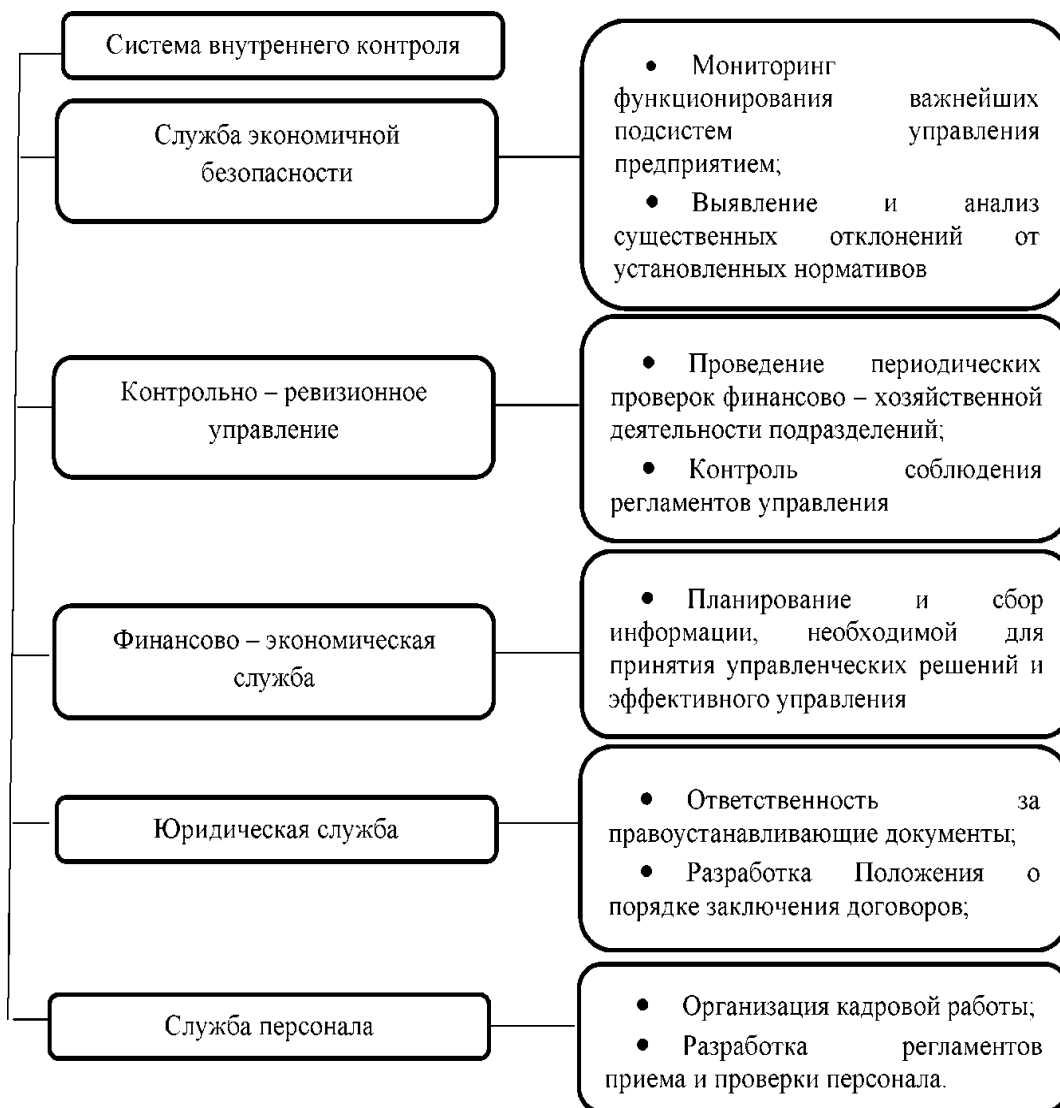 Система внутреннего контроля
Служба экономичной
безопасности
• Мониторинг
функционирования важнейших
подсистем управления
предприятием;
• Выявление и анализ
существенных отклонений от
установленных нормативов
Контрольно – ревизионное
управление
• Проведение периодических
проверок финансово – хозяйственной
деятельности подразделений;
• Контроль соблюдения
регламентов управления
Финансово – экономическая
служба
• Планирование и сбор
информации, необходимой для
принятия управленческих решений и
эффективного управления
Юридическая служба
• Ответственность за
правоустанавливающие документы;
• Разработка Положения о
порядке заключения договоров;
Служба персонала
• Организация кадровой работы;
• Разработка регламентов
приема и проверки персонала.